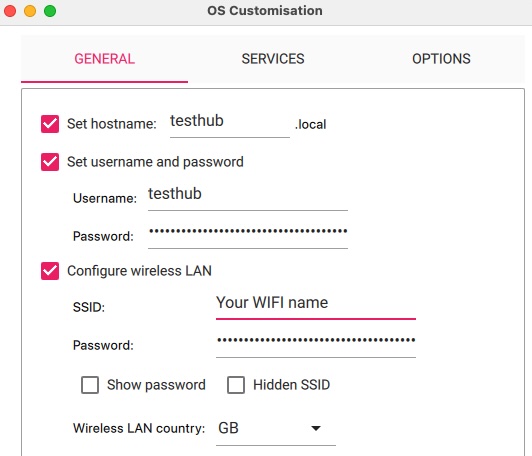 OS Customisation
GENERAL SERVICES OPTIONS
Set hostname: testhub .local
Set username and password
Username: testhub
Password: •••••••••••••••••••••••••••••••••••••
Configure wireless LAN
SSID: Your WIFI name
Password: •••••••••••••••••••••••••••••••••••••
Show password Hidden SSID
Wireless LAN country: GB